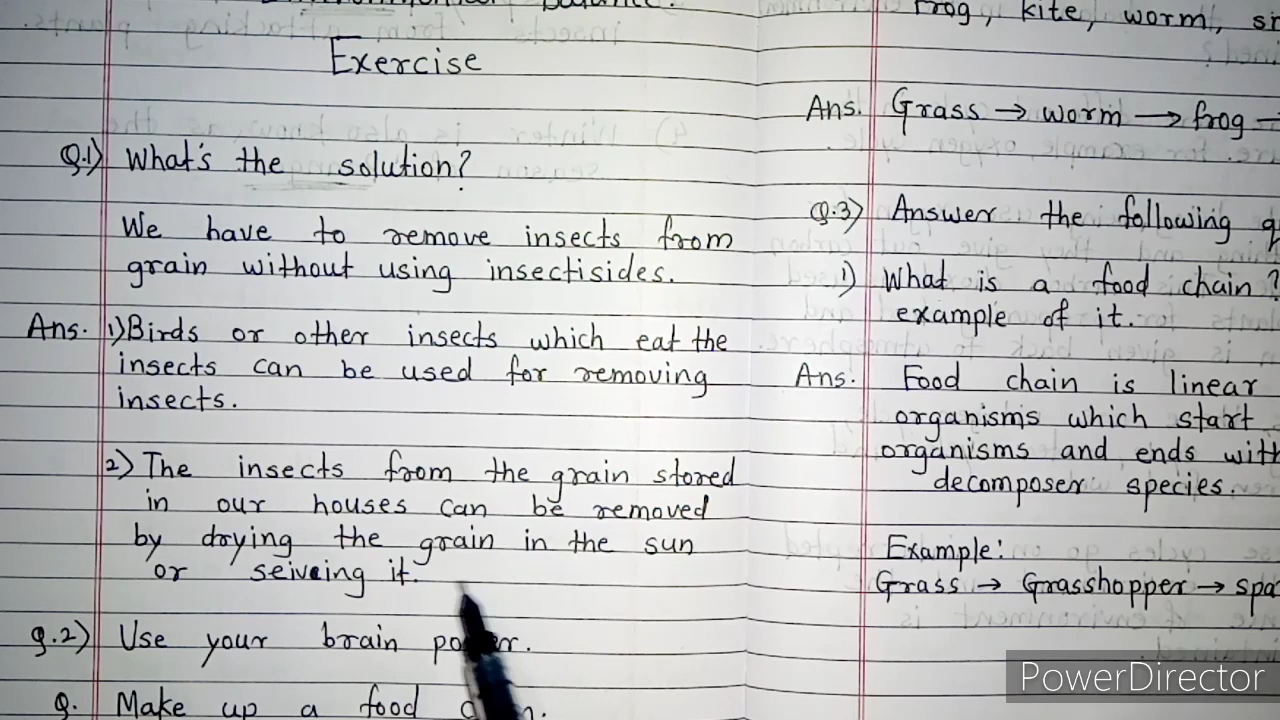 balance.
Exercise
Q.1) What's the solution?
We have to remove insects from
grain without using insectisides.
Ans. 1) Birds or other insects which eat the
insects can be used for removing
insects.
2) The insects from the grain stored
in our houses can be removed
by drying the grain in the sun
or seiveing it.
Q.2) Use your brain power.
Q. Make up a food
frog, kite, worm,
Ans. Grass → worm → frog →
Q.3) Answer the following
1) What is a food chain?
example of it.
Ans. Food chain is linear
organisms which start
organisms and ends with
decomposer species.
Example:
Grass → Grasshopper →
PowerDirector